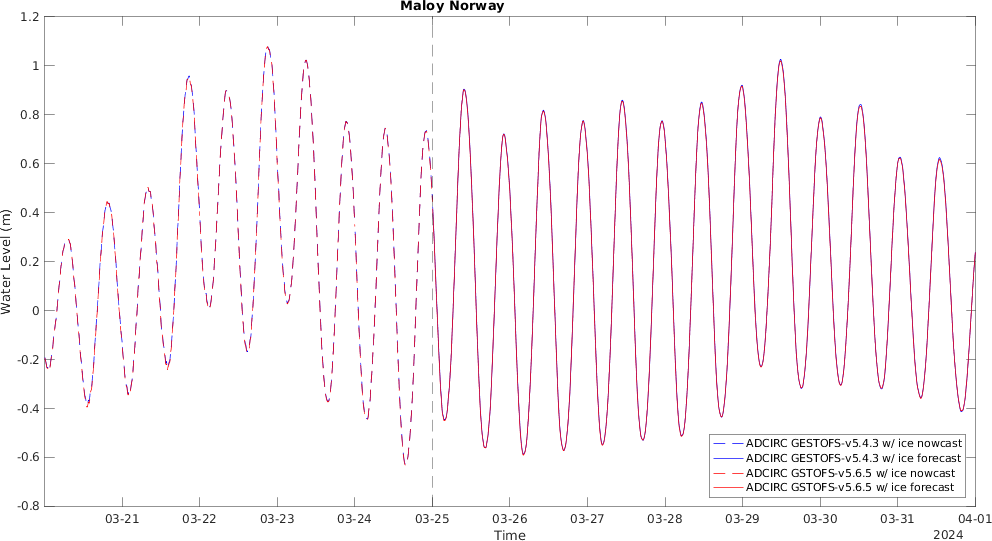 Maloy Norway
1.2
1
0.8
0.6
0.4
0.2
0
-0.2
-0.4
-0.6
-0.8
Water Level (m)
ADCIRC GESTOFS-v5.4.3 w/ ice nowcast
ADCIRC GESTOFS-v5.4.3 w/ ice forecast
ADCIRC GSTOFS-v5.6.5 w/ ice nowcast
ADCIRC GSTOFS-v5.6.5 w/ ice forecast
03-21 03-22 03-23 03-24 03-25 03-26 03-27 03-28 03-29 03-30 03-31 04-01
Time
2024